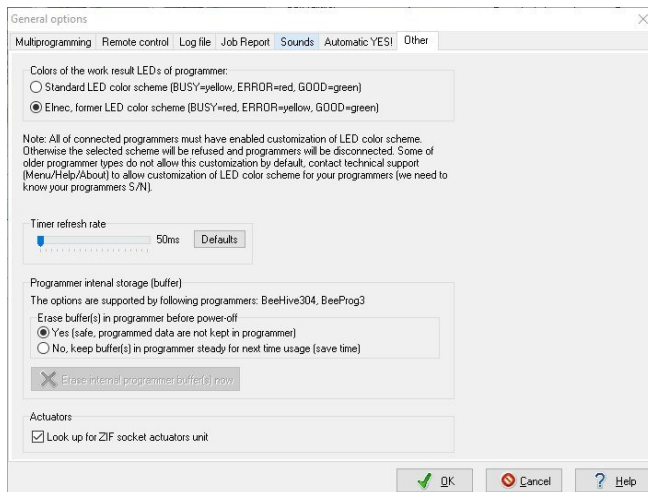 General options
Multiprogramming Remote control Log file Job Report Sounds Automatic YES! Other
Colors of the work result LEDs of programmer:
Standard LED color scheme (BUSY=yellow, ERROR=red, GOOD=green)
Elnec, former LED color scheme (BUSY=red, ERROR=yellow, GOOD=green)
Note: All of connected programmers must have enabled customization of LED color scheme.
Otherwise the selected scheme will be refused and programmers will be disconnected. Some of
older programmer types do not allow this customization by default, contact technical support
(Menu/Help/About) to allow customization of LED color scheme for your programmers (we need to
know your programmers S/N).
Timer refresh rate
50ms Defaults
Programmer intenal storage (buffer)
The options are supported by following programmers: BeeHive304, BeeProg3
Erase buffer(s) in programmer before power-off
Yes (safe, programmed data are not kept in programmer)
No, keep buffer(s) in programmer steady for next time usage (save time)
Erase internal programmer buffer(s) now
Actuators
Look up for ZIF socket actuators unit
OK Cancel Help